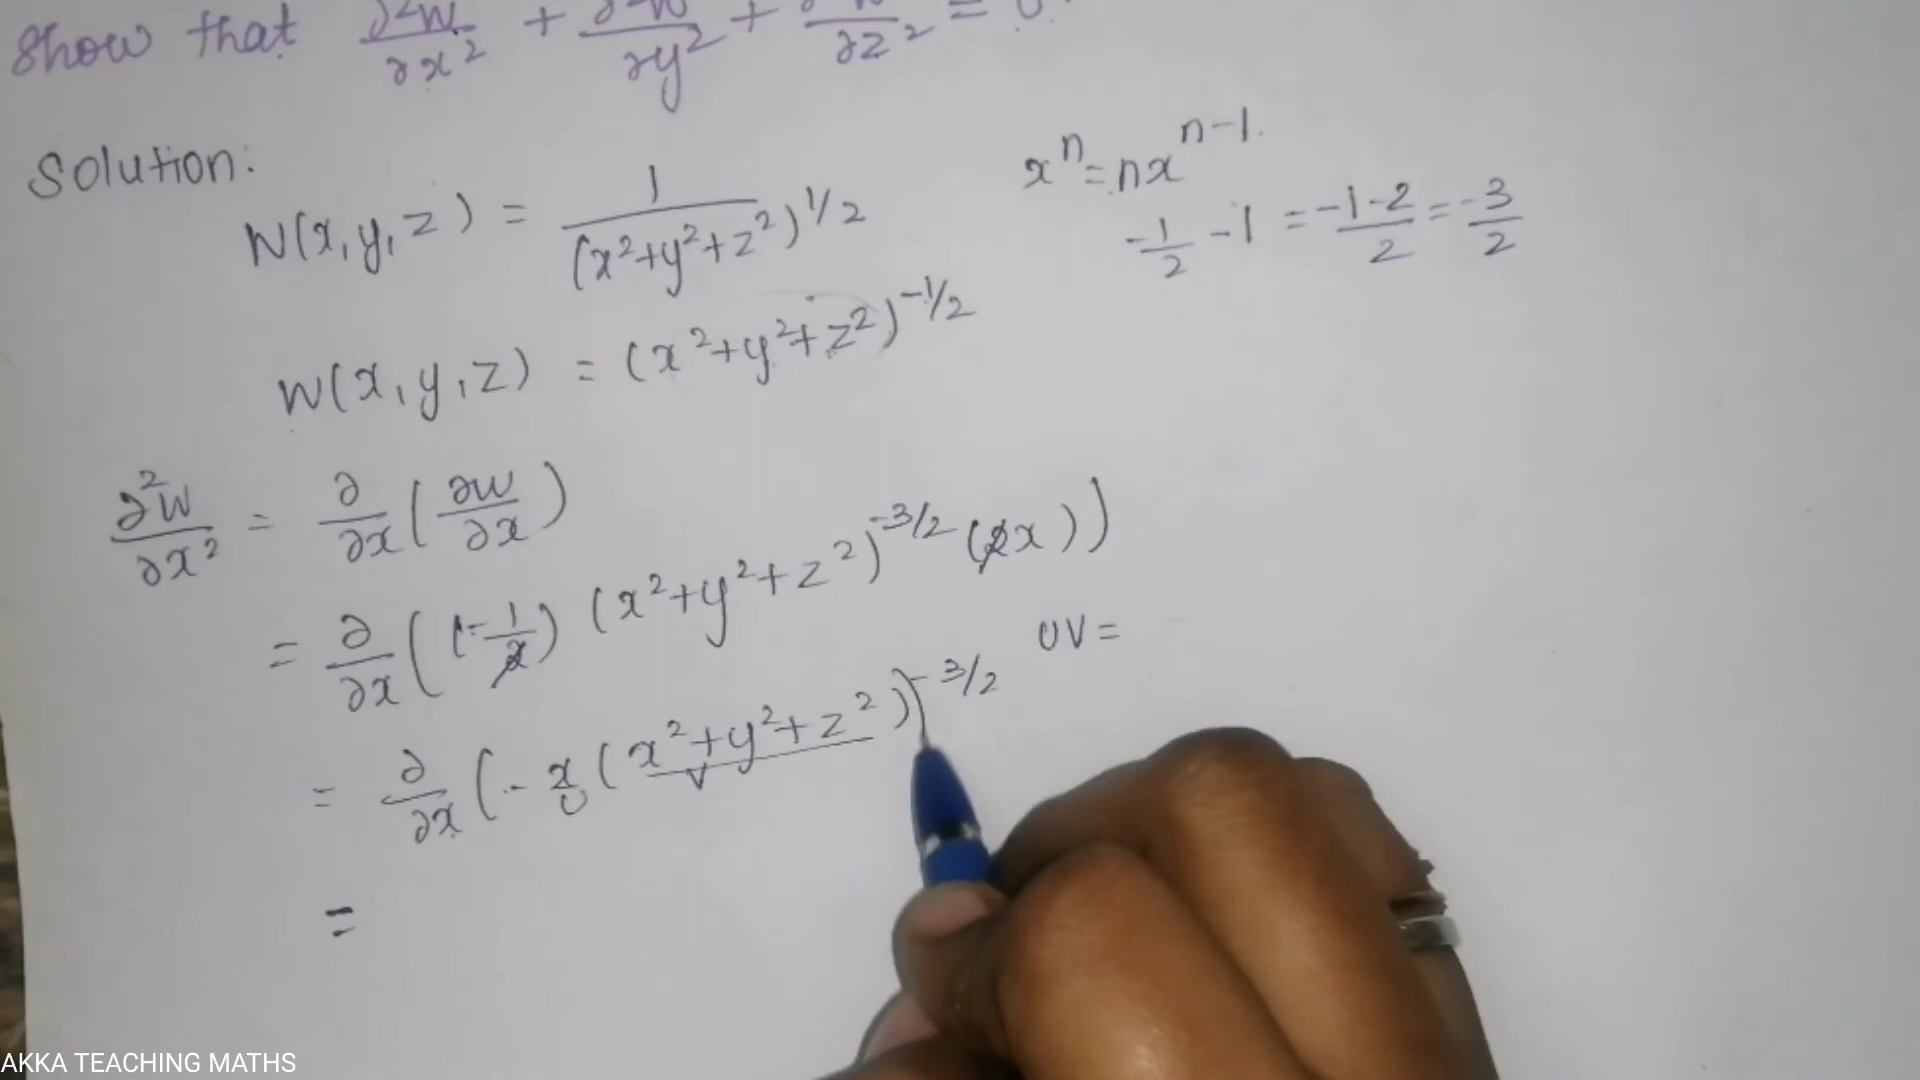 Show that ∂²W/∂x² + ∂²W/∂y² + ∂²W/∂z² = 0.
Solution:
W(x,y,z) = 1/(x²+y²+z²)^1/2
xⁿ = nx^n-1.
-1/2 - 1 = -1-2/2 = -3/2
W(x,y,z) = (x²+y²+z²)^-1/2
∂²W/∂x² = ∂/∂x (∂W/∂x)
= ∂/∂x ((-1/2) (x²+y²+z²)^-3/2 (2x))
UV =
= ∂/∂x (-x (x²+y²+z²)^-3/2
U V
=
AKKA TEACHING MATHS